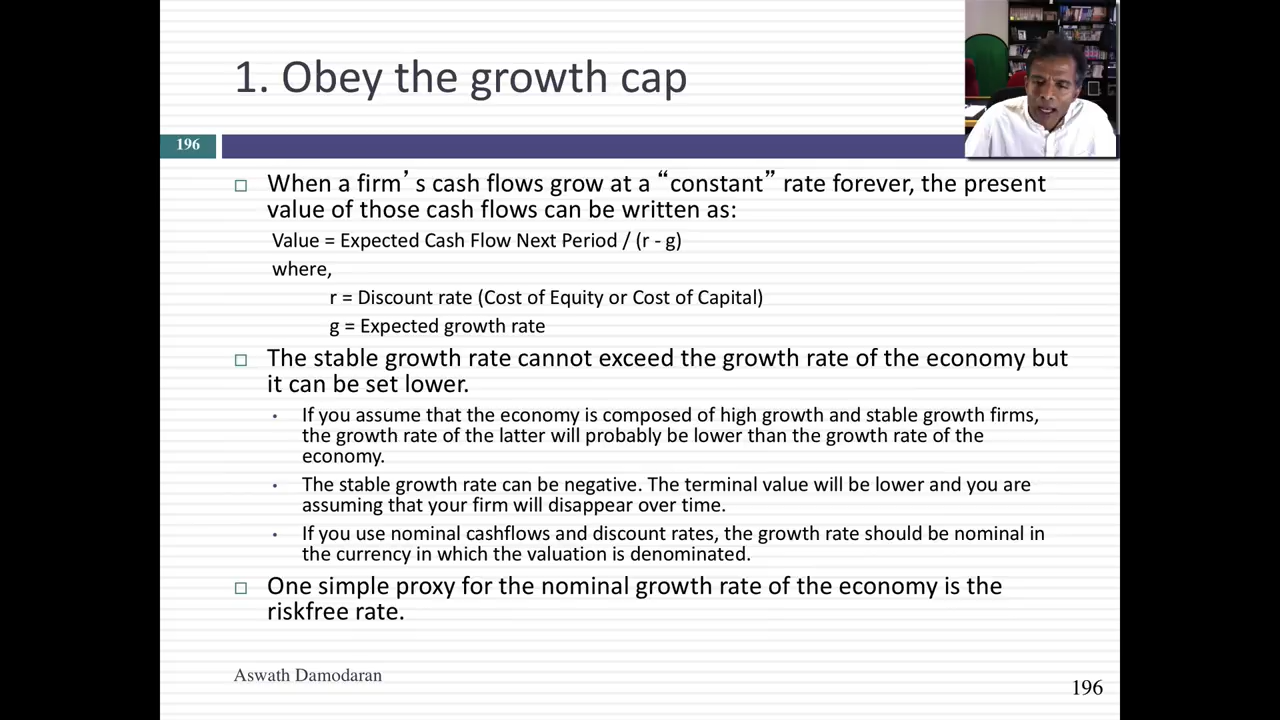 1. Obey the growth cap
196
□ When a firm’s cash flows grow at a “constant” rate forever, the present
value of those cash flows can be written as:
Value = Expected Cash Flow Next Period / (r - g)
where,
r = Discount rate (Cost of Equity or Cost of Capital)
g = Expected growth rate
□ The stable growth rate cannot exceed the growth rate of the economy but
it can be set lower.
• If you assume that the economy is composed of high growth and stable growth firms,
the growth rate of the latter will probably be lower than the growth rate of the
economy.
• The stable growth rate can be negative. The terminal value will be lower and you are
assuming that your firm will disappear over time.
• If you use nominal cashflows and discount rates, the growth rate should be nominal in
the currency in which the valuation is denominated.
□ One simple proxy for the nominal growth rate of the economy is the
riskfree rate.
Aswath Damodaran
196